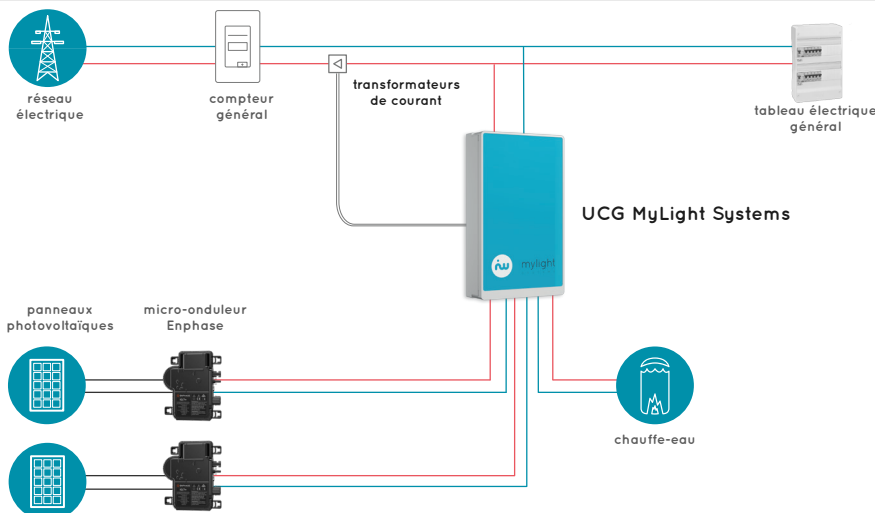 réseau
électrique
compteur
général
transformateurs
de courant
tableau électrique
général
UCG MyLight Systems
mylight
panneaux
photovoltaïques
micro-onduleur
Enphase
chauffe-eau